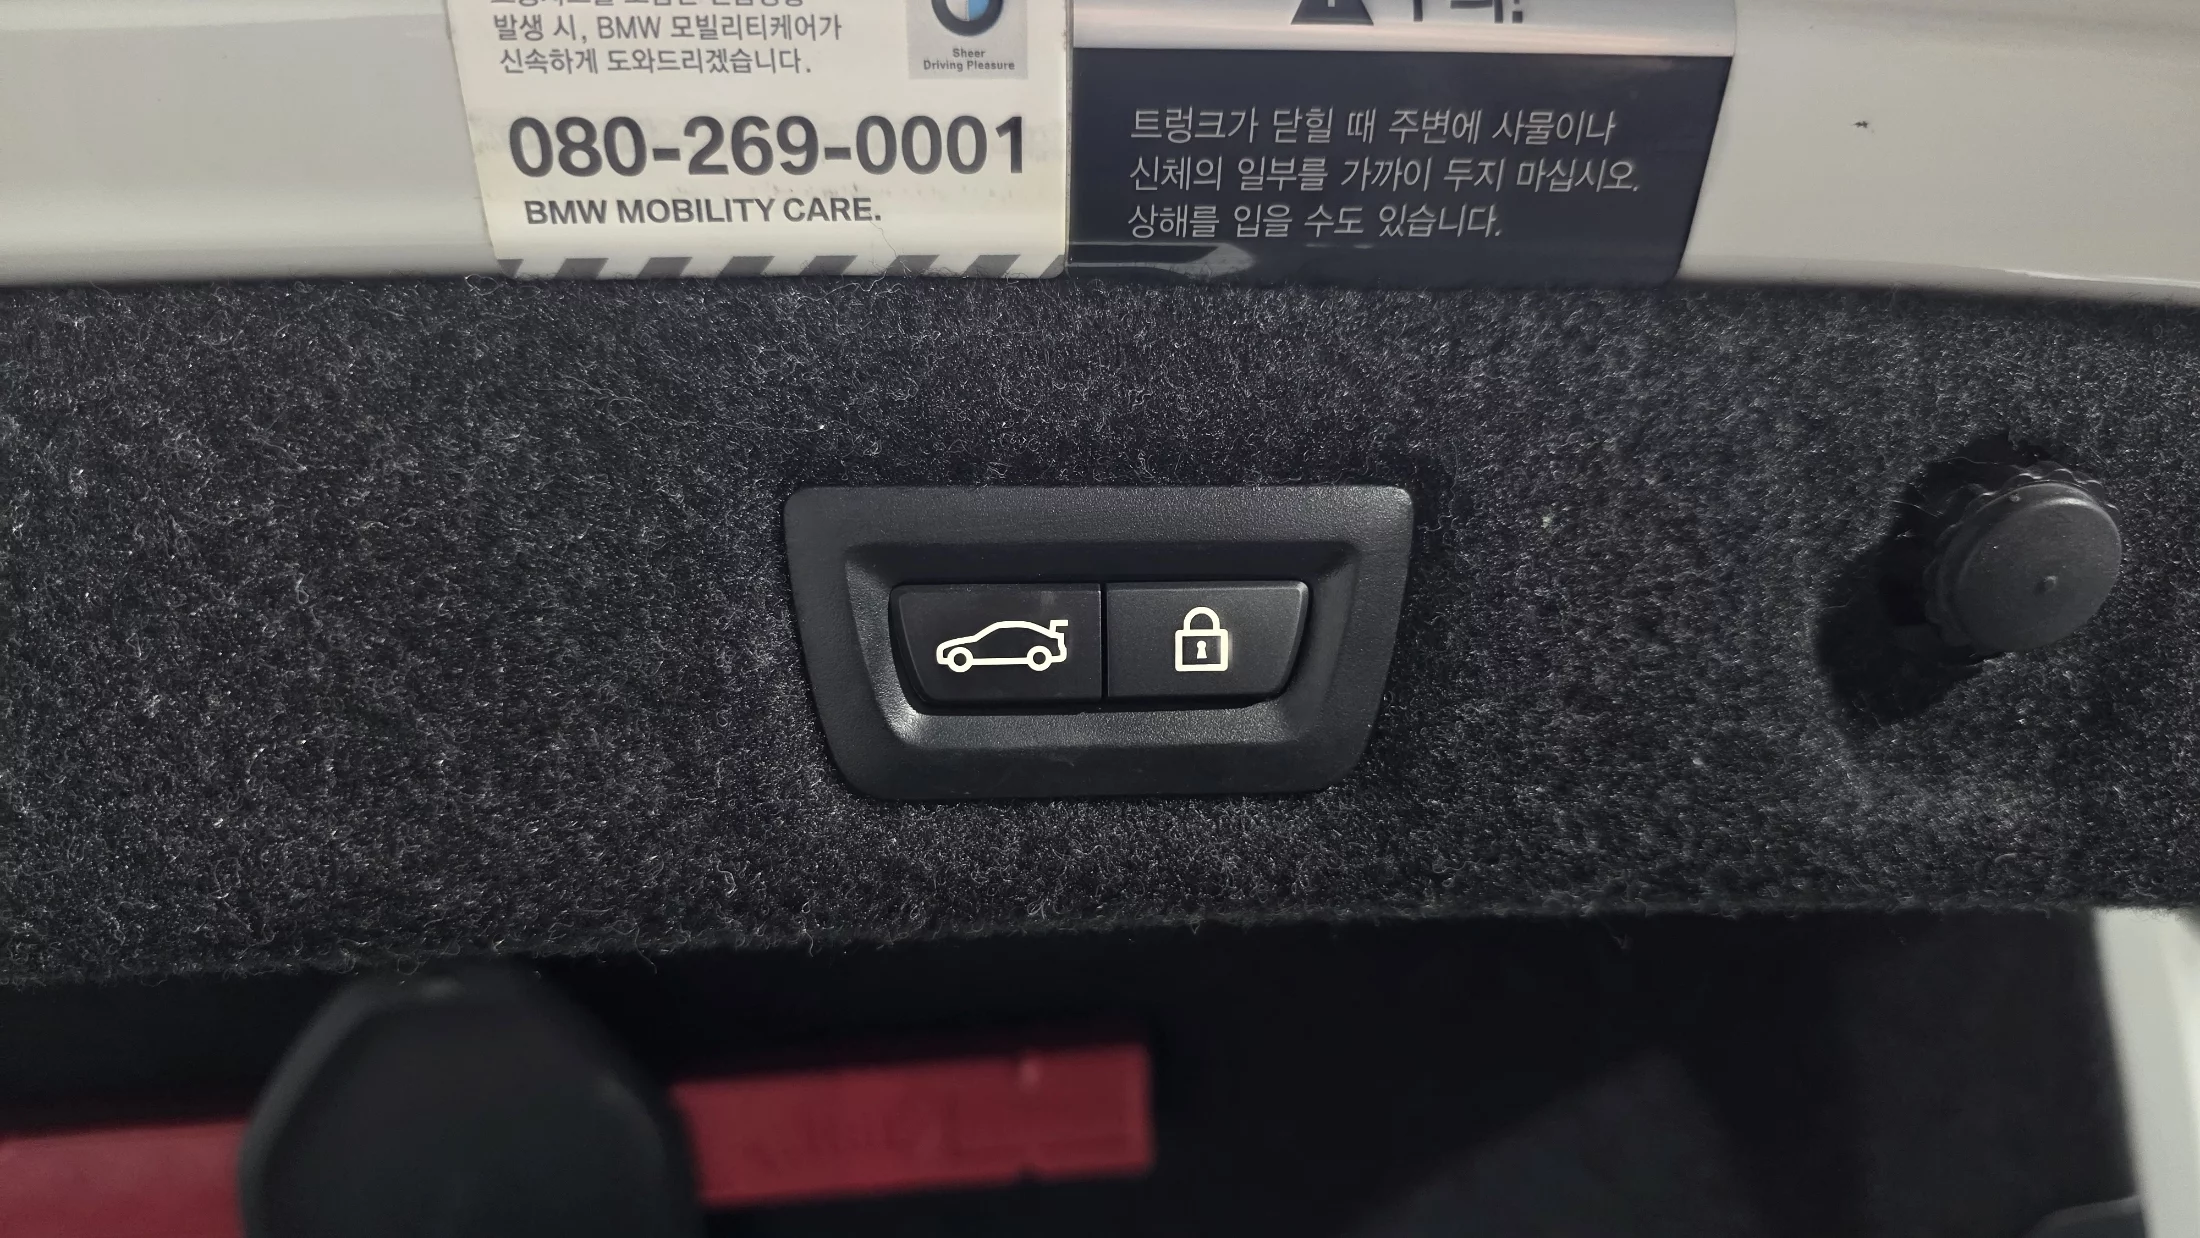 발생 시, BMW 모빌리티케어가
신속하게 도와드리겠습니다.
Sheer
Driving Pleasure
080-269-0001
BMW MOBILITY CARE.
트렁크가 닫힐 때 주변에 사물이나
신체의 일부를 가까이 두지 마십시오.
상해를 입을 수도 있습니다.